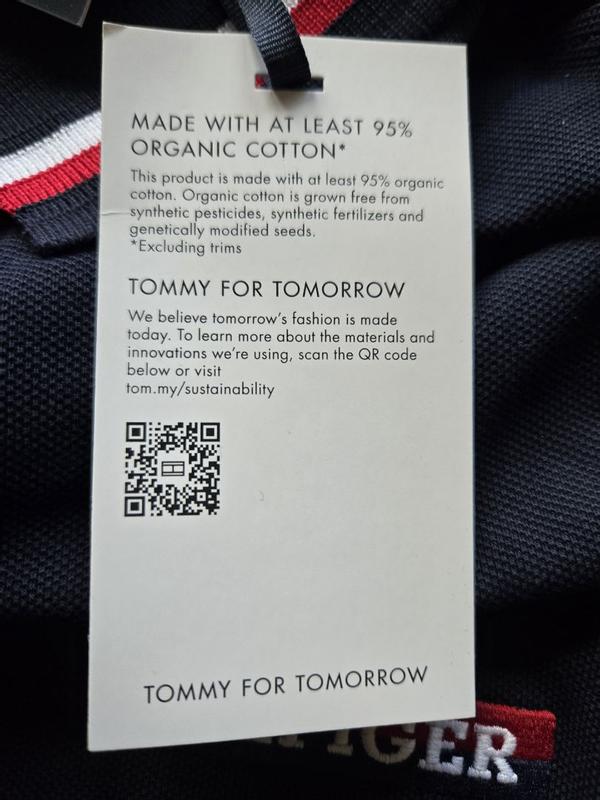 MADE WITH AT LEAST 95%
ORGANIC COTTON*
This product is made with at least 95% organic
cotton. Organic cotton is grown free from
synthetic pesticides, synthetic fertilizers and
genetically modified seeds.
*Excluding trims
TOMMY FOR TOMORROW
We believe tomorrow's fashion is made
today. To learn more about the materials and
innovations we're using, scan the QR code
below or visit
tom.my/sustainability
TOMMY FOR TOMORROW